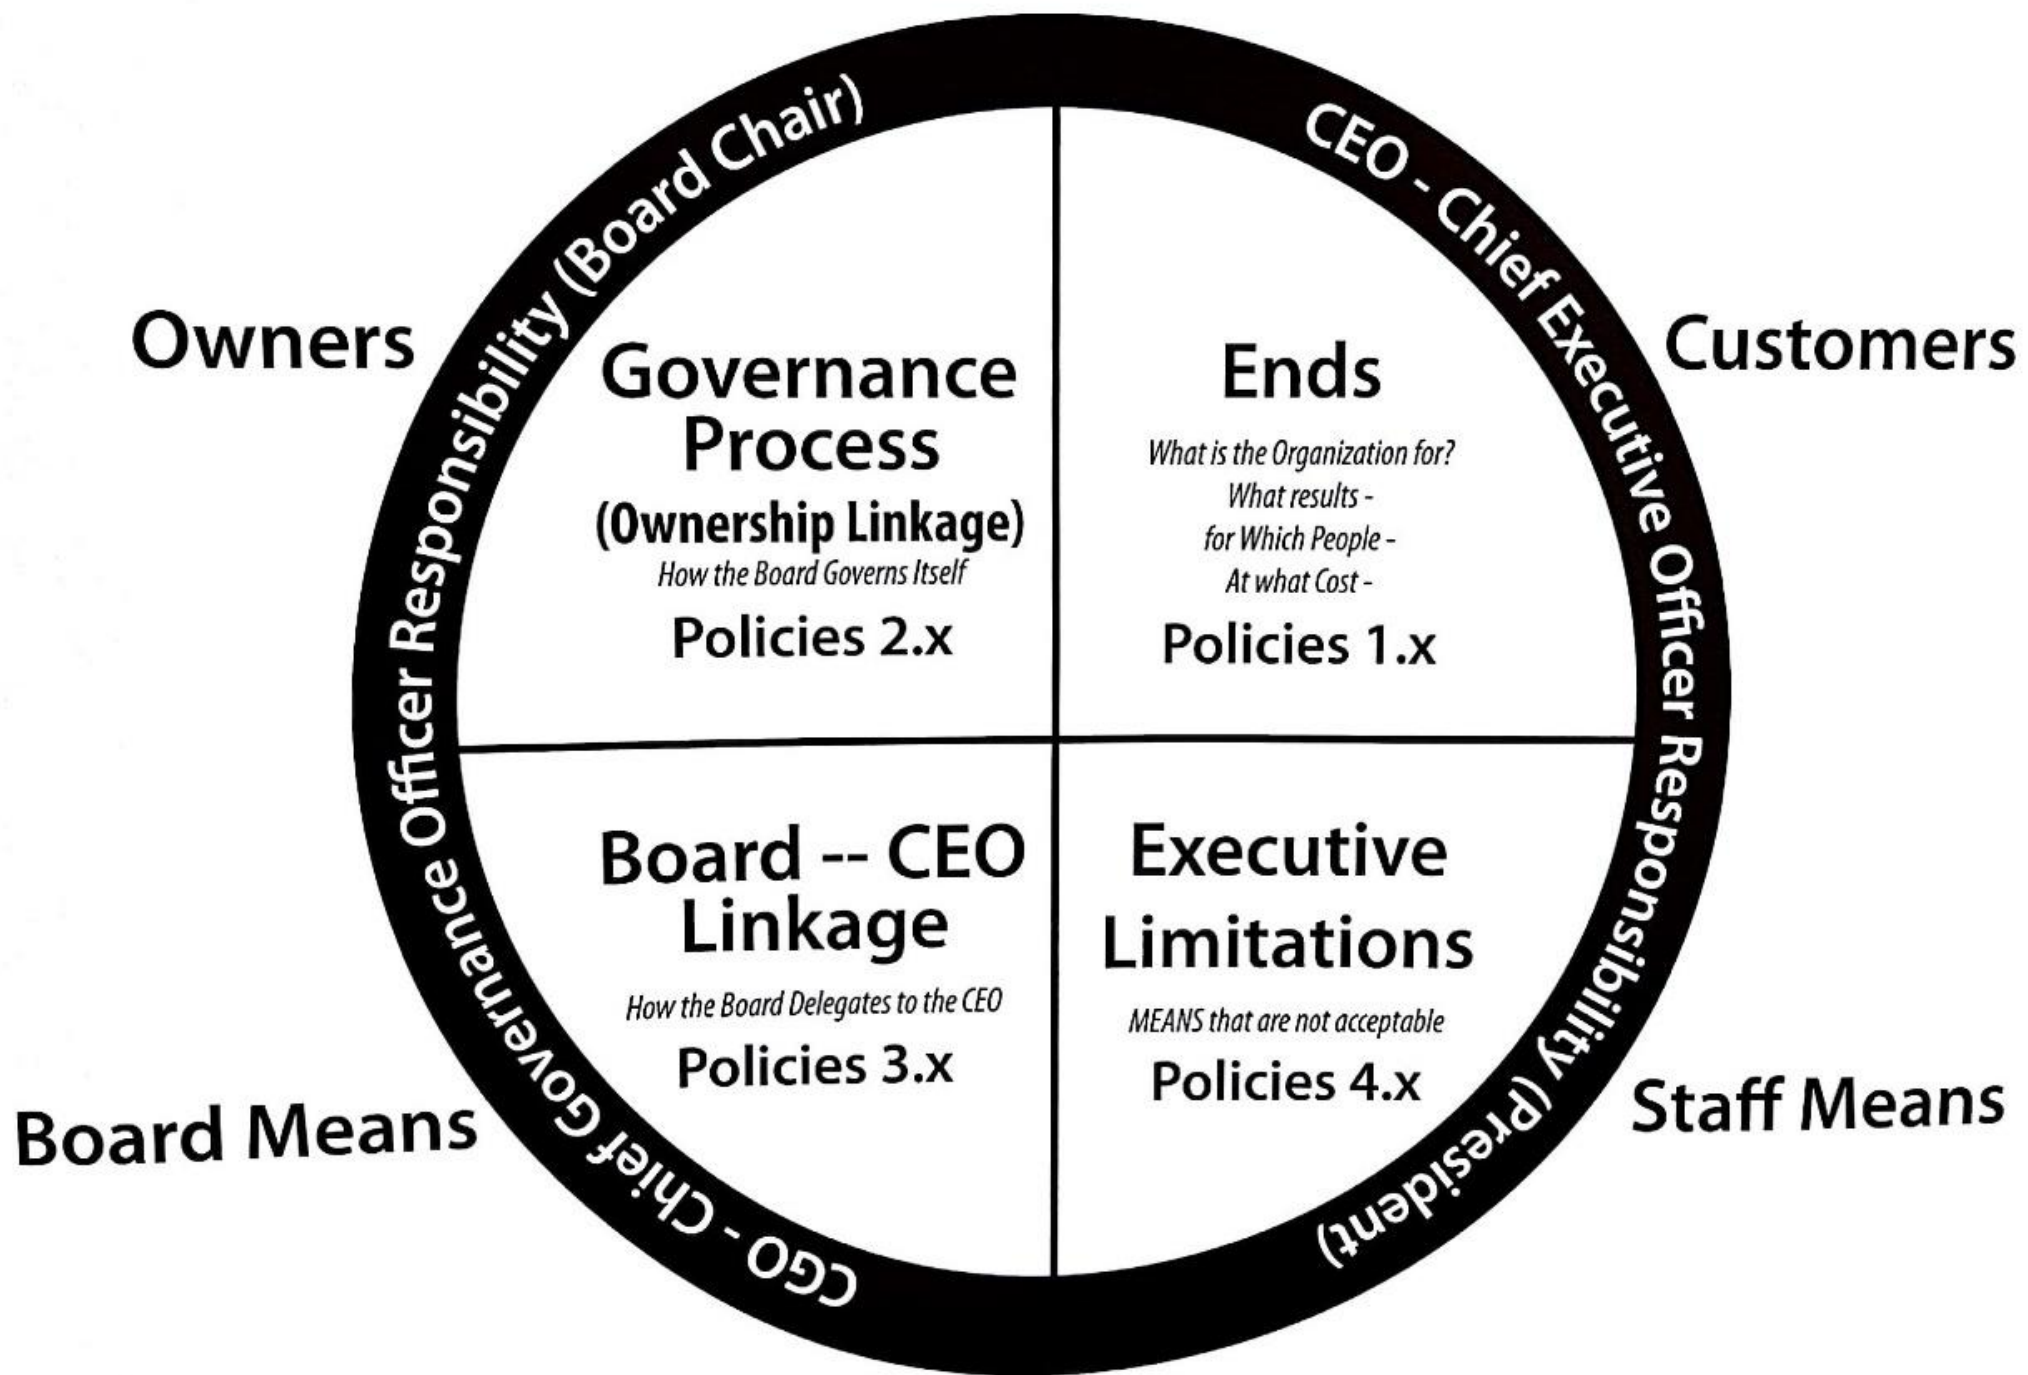 CGO - Chief Governance Officer Responsibility (Board Chair)
CEO - Chief Executive Officer Responsibility (President)
Owners
Customers
Governance
Process
(Ownership Linkage)
How the Board Governs Itself
Policies 2.x
Ends
What is the Organization for?
What results -
for Which People -
At what Cost -
Policies 1.x
Board -- CEO
Linkage
How the Board Delegates to the CEO
Policies 3.x
Executive
Limitations
MEANS that are not acceptable
Policies 4.x
Board Means
Staff Means